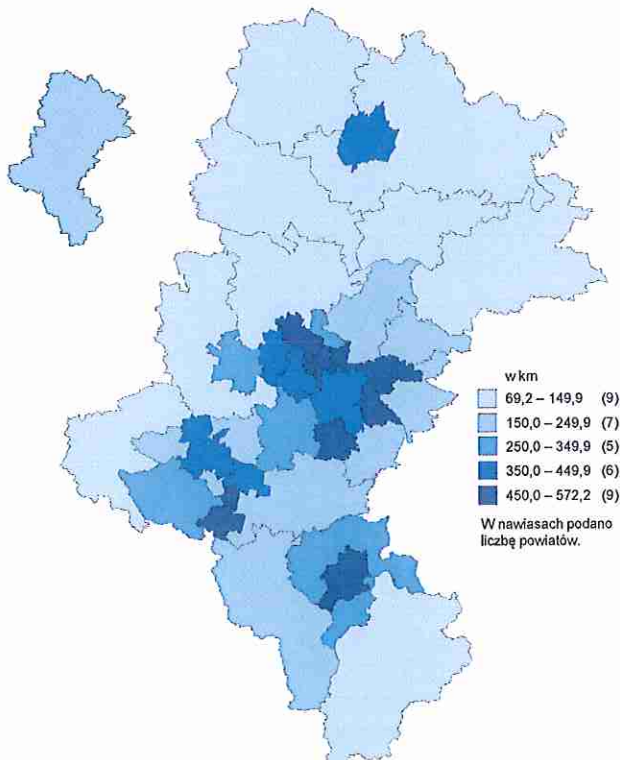 w km
69,2 – 149,9 (9)
150,0 – 249,9 (7)
250,0 – 349,9 (5)
350,0 – 449,9 (6)
450,0 – 572,2 (9)
W nawiasach podano
liczbę powiatów.